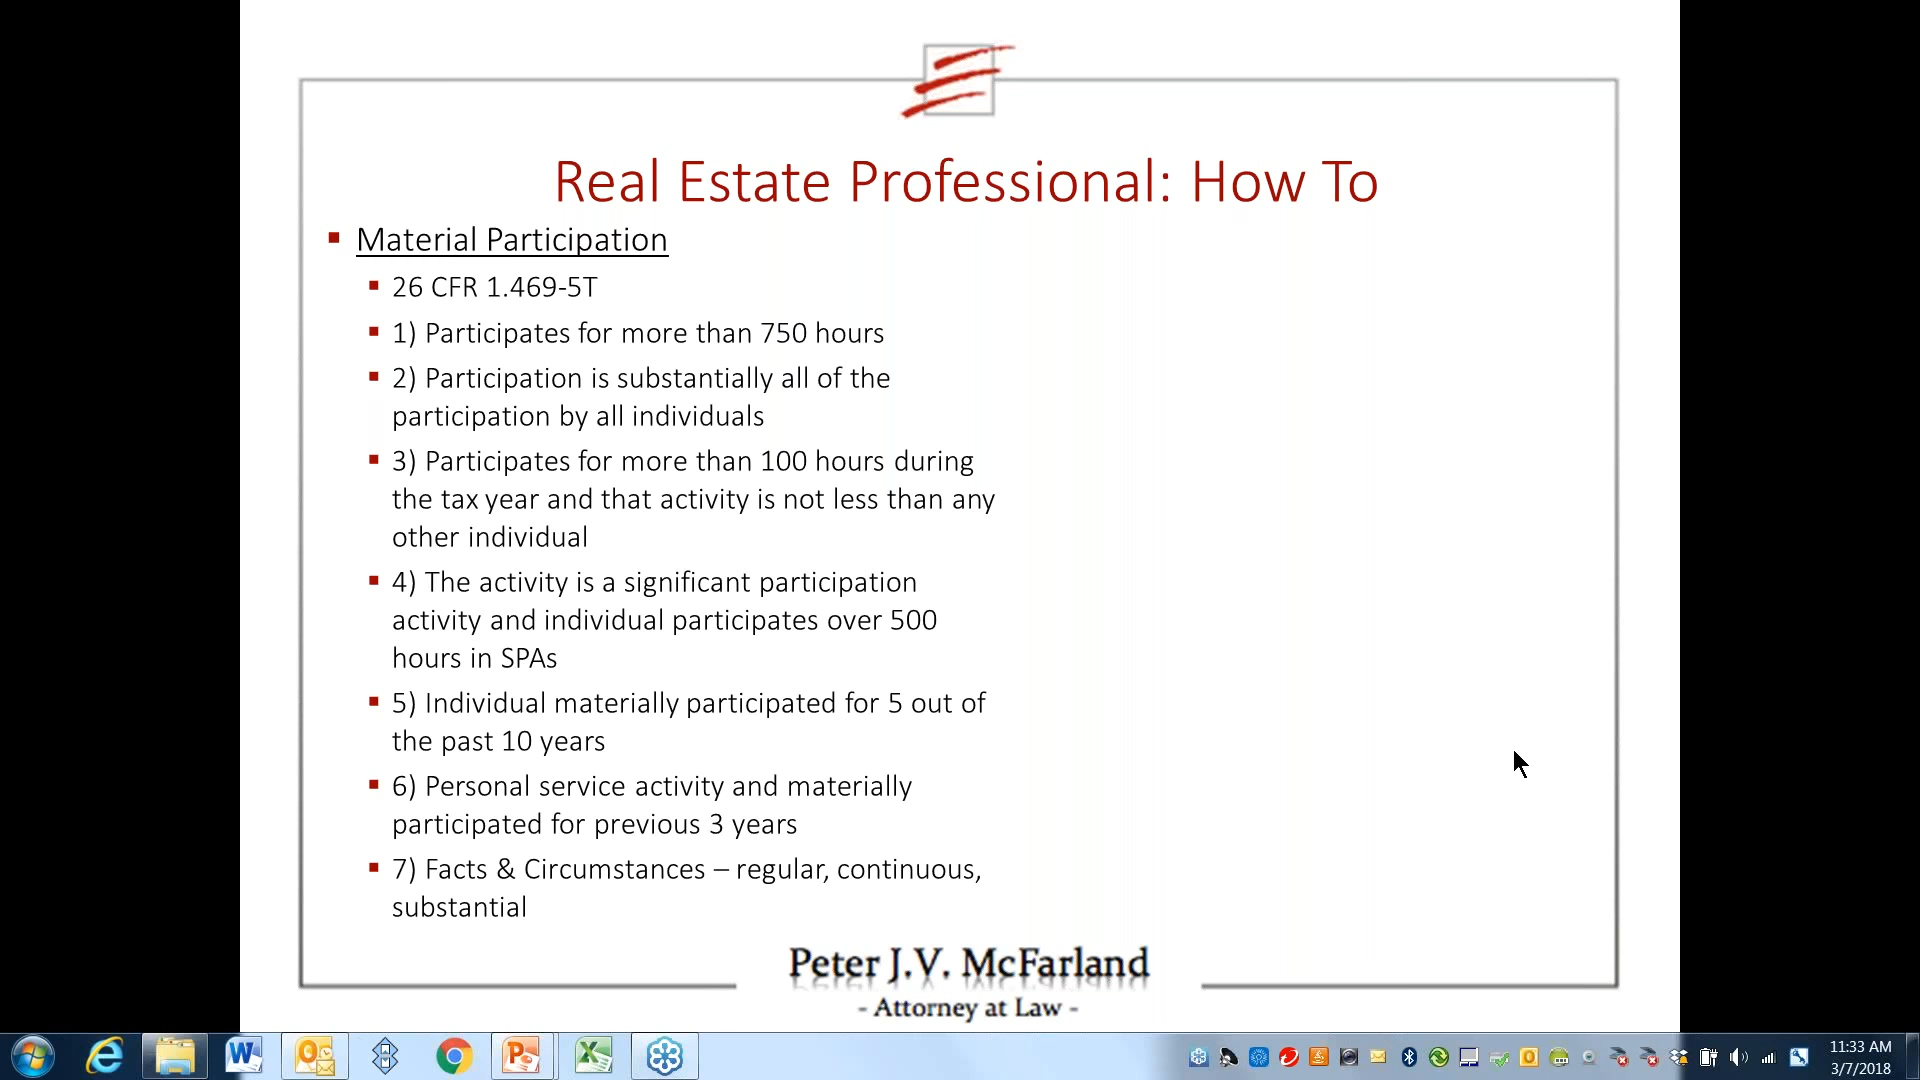 Real Estate Professional: How To
Material Participation
26 CFR 1.469-5T
1) Participates for more than 750 hours
2) Participation is substantially all of the
participation by all individuals
3) Participates for more than 100 hours during
the tax year and that activity is not less than any
other individual
4) The activity is a significant participation
activity and individual participates over 500
hours in SPAs
5) Individual materially participated for 5 out of
the past 10 years
6) Personal service activity and materially
participated for previous 3 years
7) Facts & Circumstances – regular, continuous,
substantial
Peter J.V. McFarland
- Attorney at Law -
11:33 AM
3/7/2018